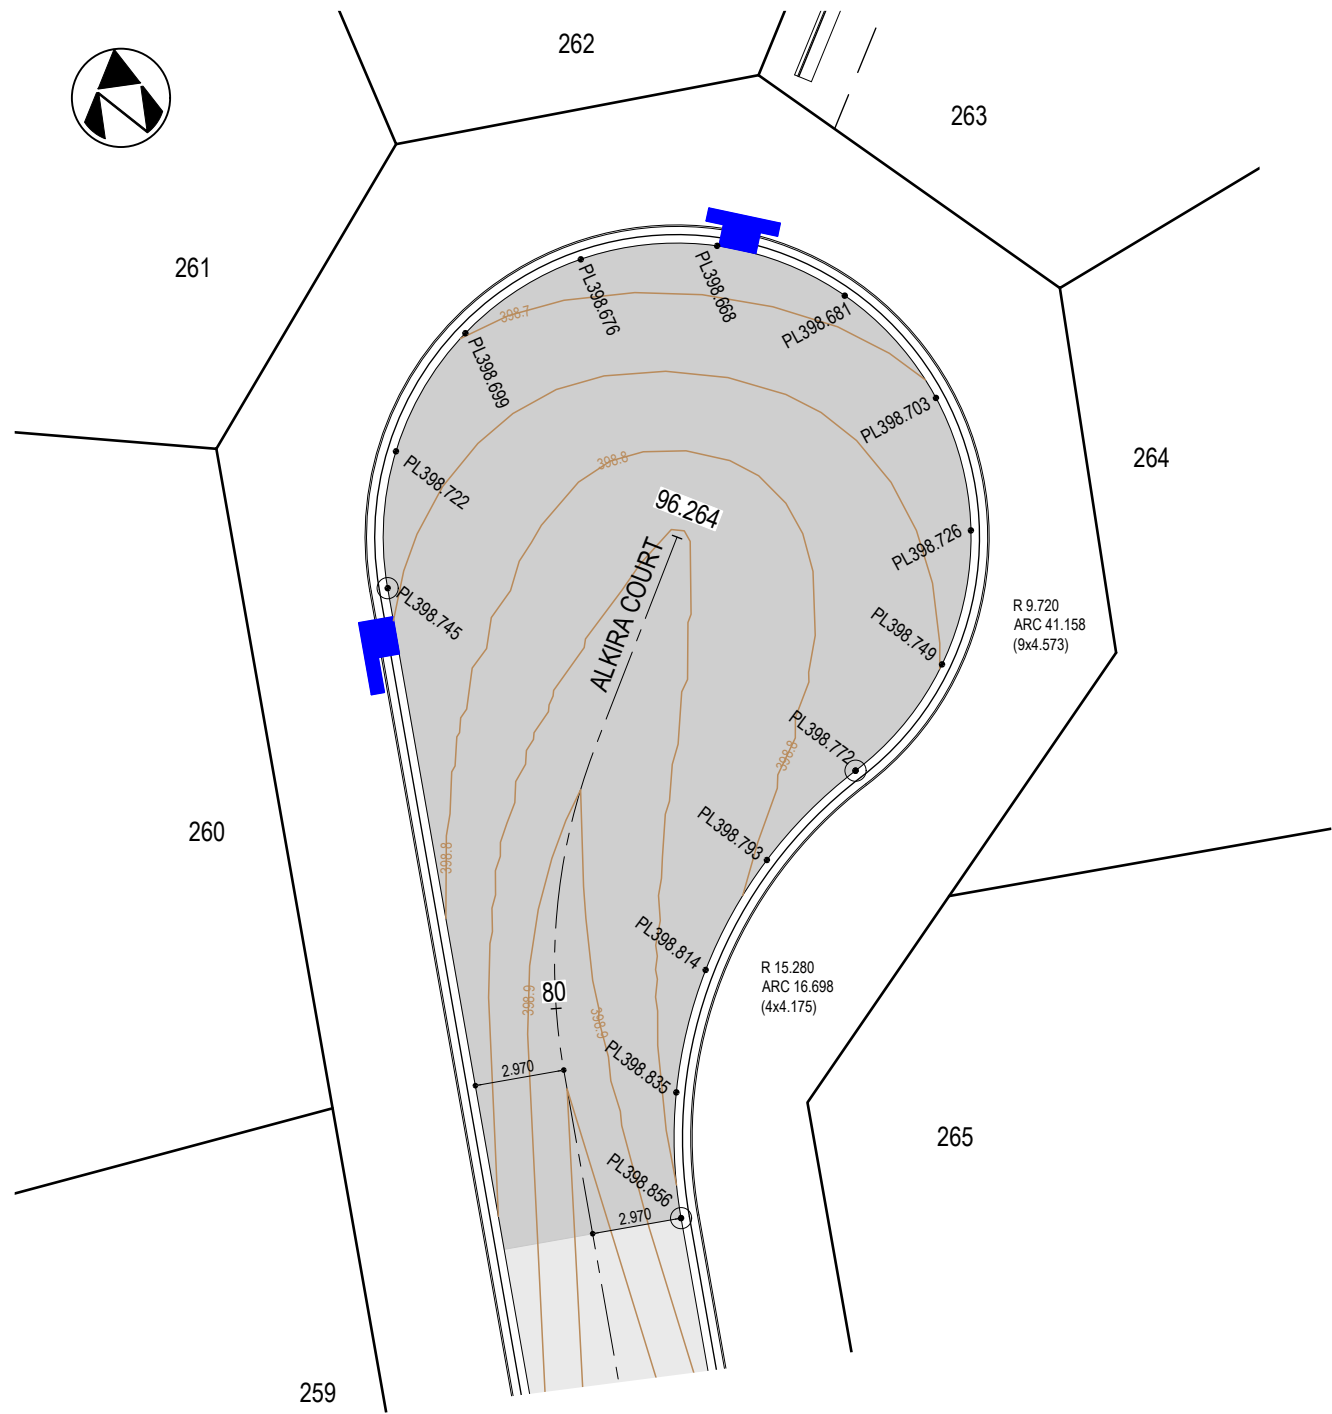 262
263
261
PL398.668
PL398.676
PL398.681
398.7
PL398.699
PL398.703
264
PL398.722
398.8
96.264
PL398.726
ALKIRA COURT
PL398.745
PL398.749
R 9.720
ARC 41.158
(9x4.573)
PL398.772
398.8
260
PL398.793
398.8
PL398.814
R 15.280
ARC 16.698
(4x4.175)
80
398.9
398.9
2.970
PL398.835
265
PL398.856
2.970
259